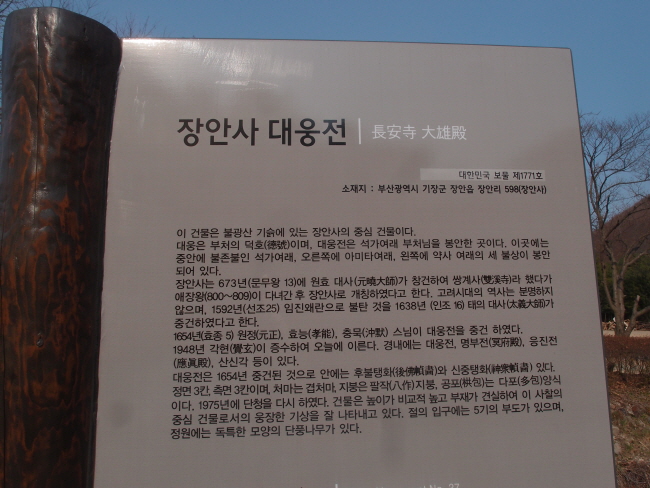 장안사 대웅전 | 長安寺 大雄殿
대한민국 보물 제1771호
소재지 : 부산광역시 기장군 장안읍 장안리 598(장안사)
이 건물은 불광산 기슭에 있는 장안사의 중심 건물이다.
대웅은 부처의 덕호(德號)이며, 대웅전은 석가여래 부처님을 봉안한 곳이다. 이곳에는
중안에 불존불인 석가여래, 오른쪽에 아미타여래, 왼쪽에 약사 여래의 세 불상이 봉안
되어 있다.
장안사는 673년(문무왕 13)에 원효 대사(元曉大師)가 창건하여 쌍계사(雙溪寺)라 했다가
애장왕(800~809)이 다녀간 후 장안사로 개칭하였다고 한다. 고려시대의 역사는 분명하지
않으며, 1592년(선조25) 임진왜란으로 불탄 것을 1638년 (인조 16) 태의 대사(太義大師)가
중건하였다고 한다.
1654년(효종 5) 원정(元正), 효능(孝能), 충묵(沖默) 스님이 대웅전을 중건 하였다.
1948년 각현(覺玄)이 중수하여 오늘에 이른다. 경내에는 대웅전, 명부전(冥府殿), 응진전
(應眞殿), 산신각 등이 있다.
대웅전은 1654년 중건된 것으로 안에는 후불탱화(後佛幀畵)와 신중탱화(神衆幀畵) 있다.
정면 3칸, 측면 3칸이며, 처마는 겹처마, 지붕은 팔작(八作)지붕, 공포(栱包)는 다포(多包)양식
이다. 1975년에 단청을 다시 하였다. 건물은 높이가 비교적 높고 부재가 견실하여 이 사찰의
중심 건물로서의 웅장한 기상을 잘 나타내고 있다. 절의 입구에는 5기의 부도가 있으며,
정원에는 독특한 모양의 단풍나무가 있다.
No. 37